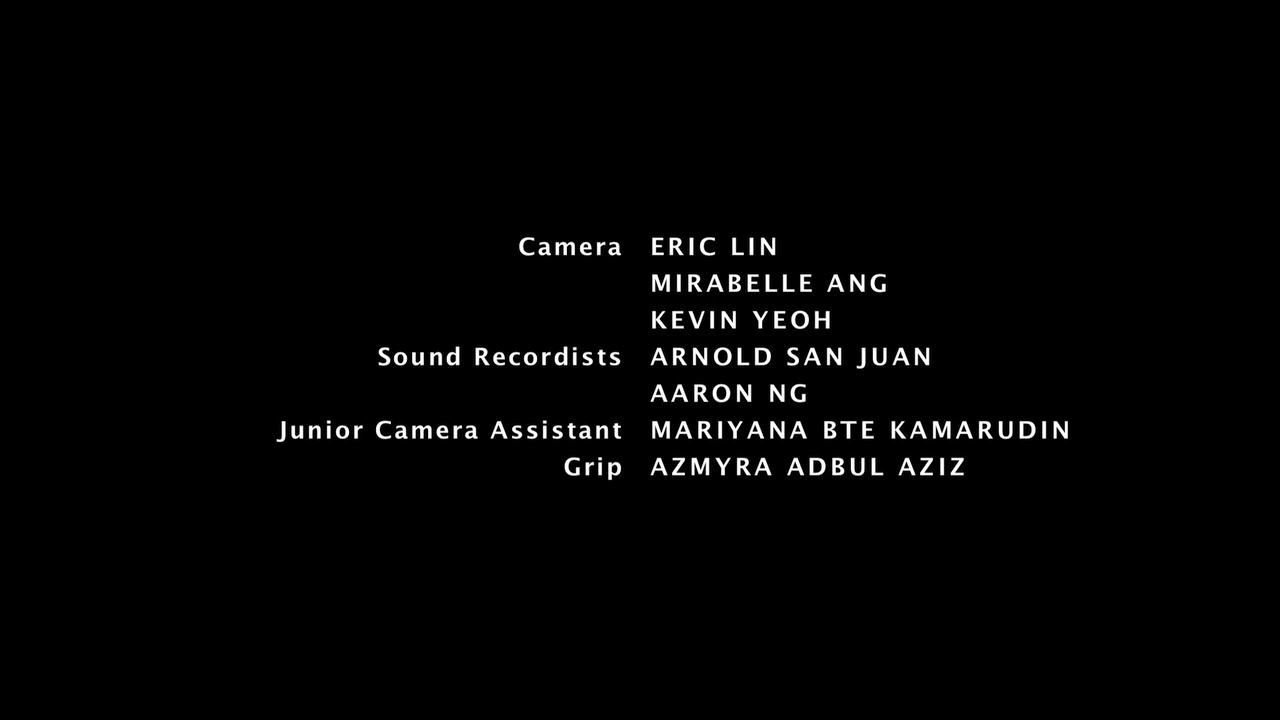 Camera ERIC LIN
MIRABELLE ANG
KEVIN YEOH
Sound Recordists ARNOLD SAN JUAN
AARON NG
Junior Camera Assistant MARIYANA BTE KAMARUDIN
Grip AZMYRA ADBUL AZIZ